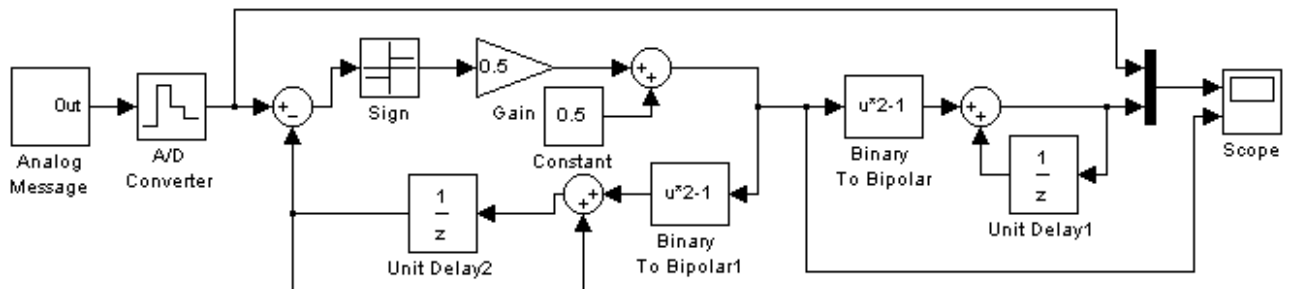 Out
Analog
Message
A/D
Converter
+
−
Sign
0.5
Gain
+
+
0.5
Constant
u*2-1
Binary
To Bipolar
+
+
1
z
Unit Delay1
Scope
1
z
Unit Delay2
+
+
u*2-1
Binary
To Bipolar1